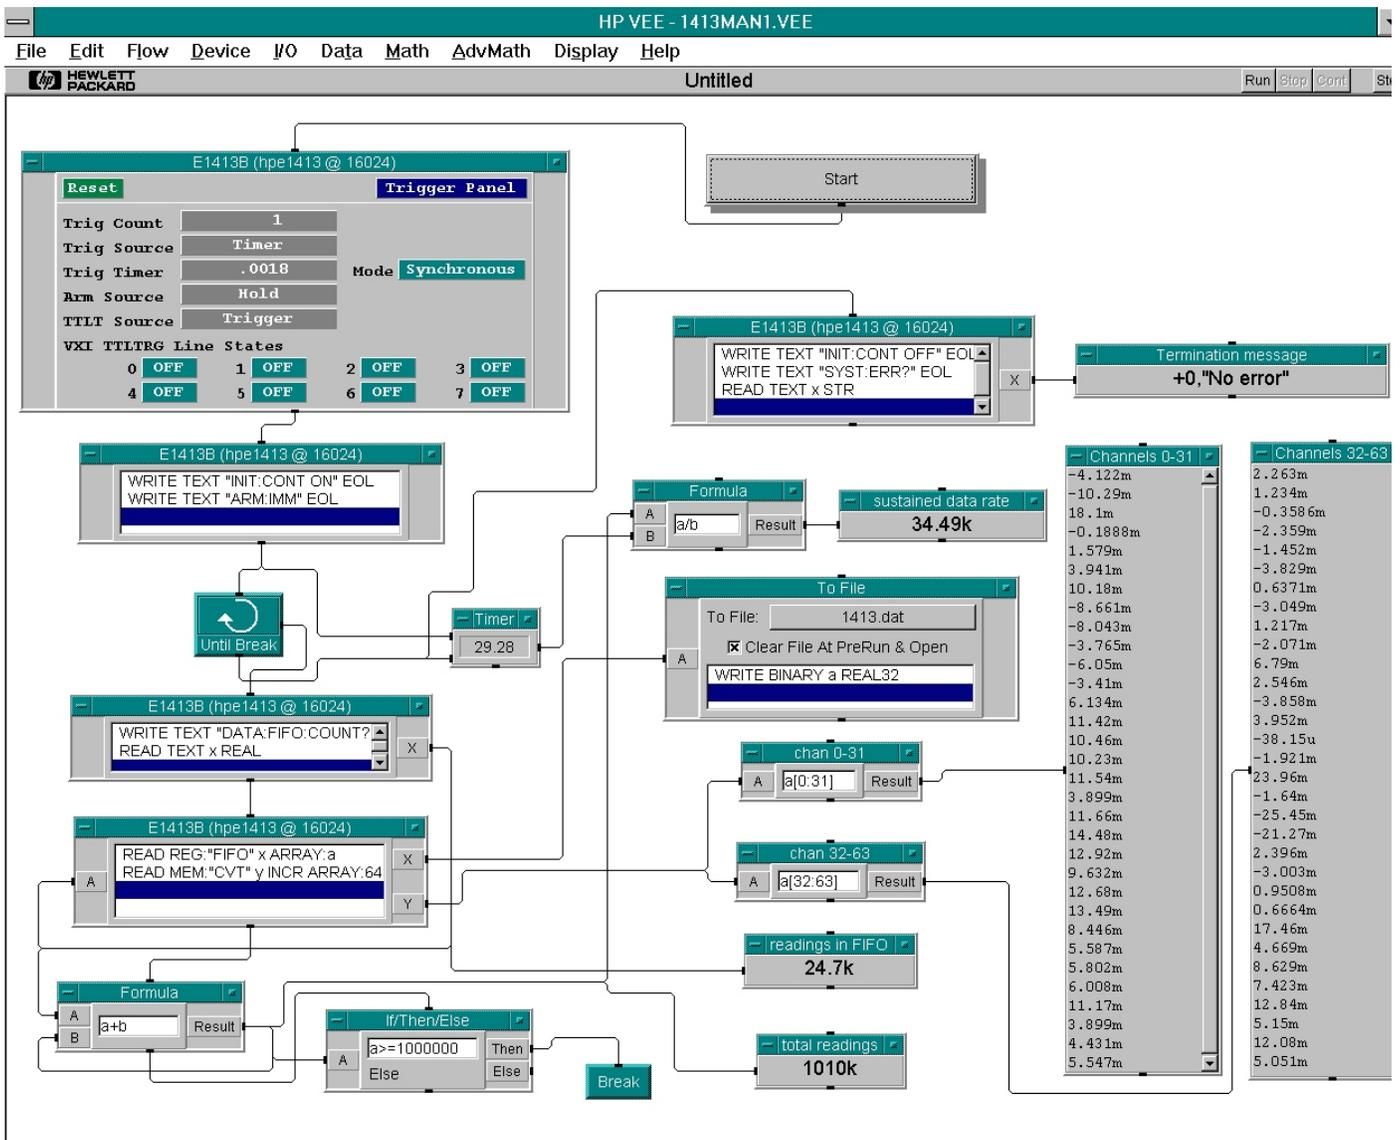 HP VEE - 1413MAN1.VEE
File Edit Flow Device I/O Data Math AdvMath Display Help
hp HEWLETT PACKARD
Untitled
Run Stop Cont
E1413B (hpe1413 @ 16024)
Reset Trigger Panel
Trig Count 1
Trig Source Timer
Trig Timer .0018 Mode Synchronous
Arm Source Hold
TTLT Source Trigger
VXI TTLTRG Line States
0 OFF 1 OFF 2 OFF 3 OFF
4 OFF 5 OFF 6 OFF 7 OFF
Start
E1413B (hpe1413 @ 16024)
WRITE TEXT "INIT:CONT OFF" EOL
WRITE TEXT "SYST:ERR?" EOL
READ TEXT x STR
X
Termination message
+0,"No error"
E1413B (hpe1413 @ 16024)
WRITE TEXT "INIT:CONT ON" EOL
WRITE TEXT "ARM:IMM" EOL
Formula
A
B
a/b
Result
sustained data rate
34.49k
Until Break
Timer
29.28
To File
To File: 1413.dat
Clear File At PreRun & Open
A
WRITE BINARY a REAL32
E1413B (hpe1413 @ 16024)
WRITE TEXT "DATA:FIFO:COUNT?
READ TEXT x REAL
X
E1413B (hpe1413 @ 16024)
READ REG:"FIFO" x ARRAY:a
READ MEM:"CVT" y INCR ARRAY:64
A
X
Y
chan 0-31
A a[0:31] Result
chan 32-63
A a[32:63] Result
readings in FIFO
24.7k
Formula
A
B
a+b
Result
If/Then/Else
A
a>=1000000 Then
Else Else
Break
total readings
1010k
Channels 0-31
-4.122m
-10.29m
18.1m
-0.1888m
1.579m
3.941m
10.18m
-8.661m
-8.043m
-3.765m
-6.05m
-3.41m
6.134m
11.42m
10.46m
10.23m
11.54m
3.899m
11.66m
14.48m
12.92m
9.632m
12.68m
13.49m
8.446m
5.587m
5.802m
6.008m
11.17m
3.899m
4.431m
5.547m
Channels 32-63
2.263m
1.234m
-0.3586m
-2.359m
-1.452m
-3.829m
0.6371m
-3.049m
1.217m
-2.071m
6.79m
2.546m
-3.858m
3.952m
-38.15u
-1.921m
23.96m
-1.64m
-25.45m
-21.27m
2.396m
-3.003m
0.9508m
0.6664m
17.46m
4.669m
8.629m
7.423m
12.84m
5.15m
12.08m
5.051m